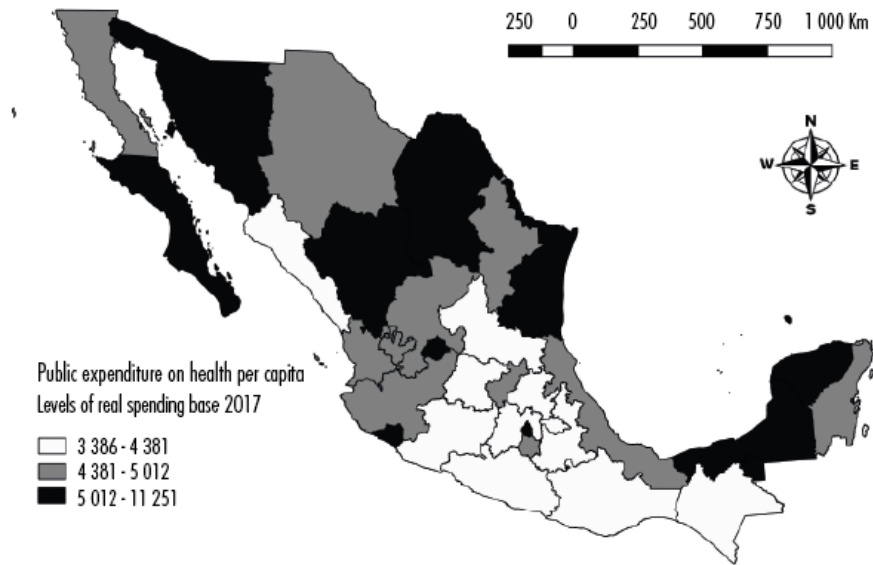 250 0 250 500 750 1 000 Km
N
W E
S
Public expenditure on health per capita
Levels of real spending base 2017
3 386 - 4 381
4 381 - 5 012
5 012 - 11 251